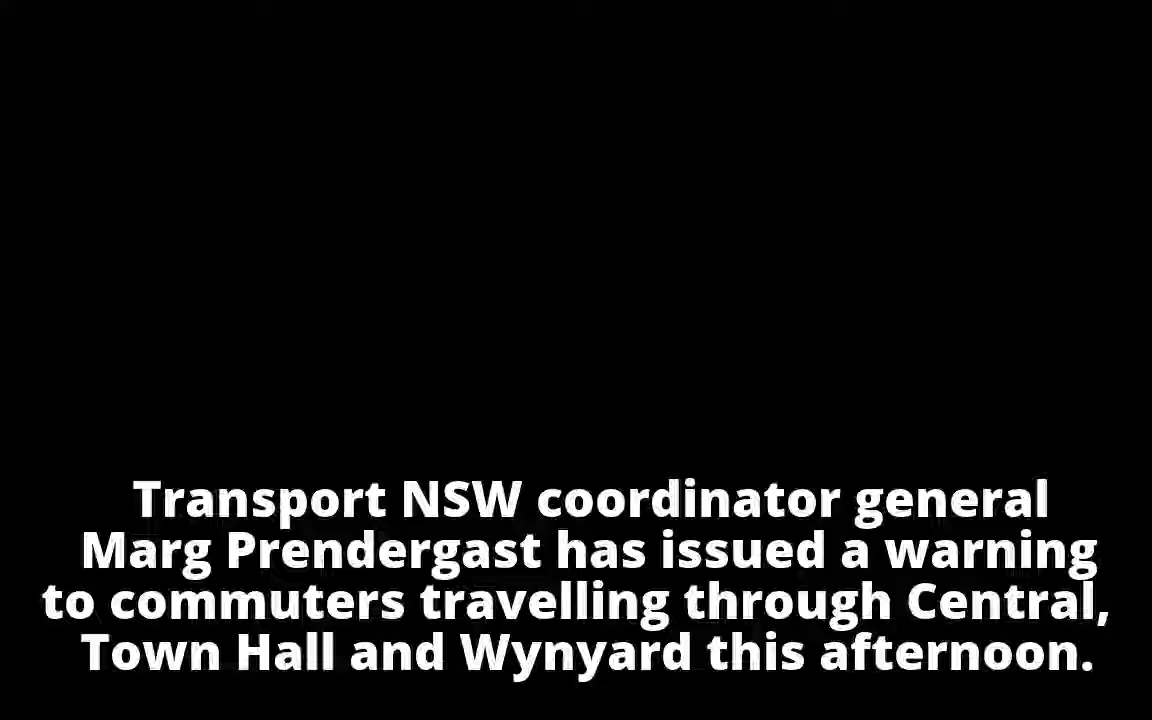 Transport NSW coordinator general
Marg Prendergast has issued a warning
to commuters travelling through Central,
Town Hall and Wynyard this afternoon.